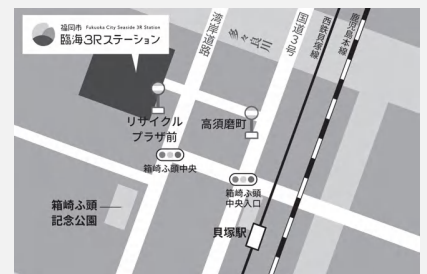 福岡市 Fukuoka City Seaside 3R Station
臨海3Rステーション
湾岸道路
多々良川
国道3号
西鉄貝塚線
鹿児島本線
リサイクル
プラザ前
高須磨町
箱崎ふ頭中央
箱崎ふ頭
中央入口
箱崎ふ頭
記念公園
貝塚駅